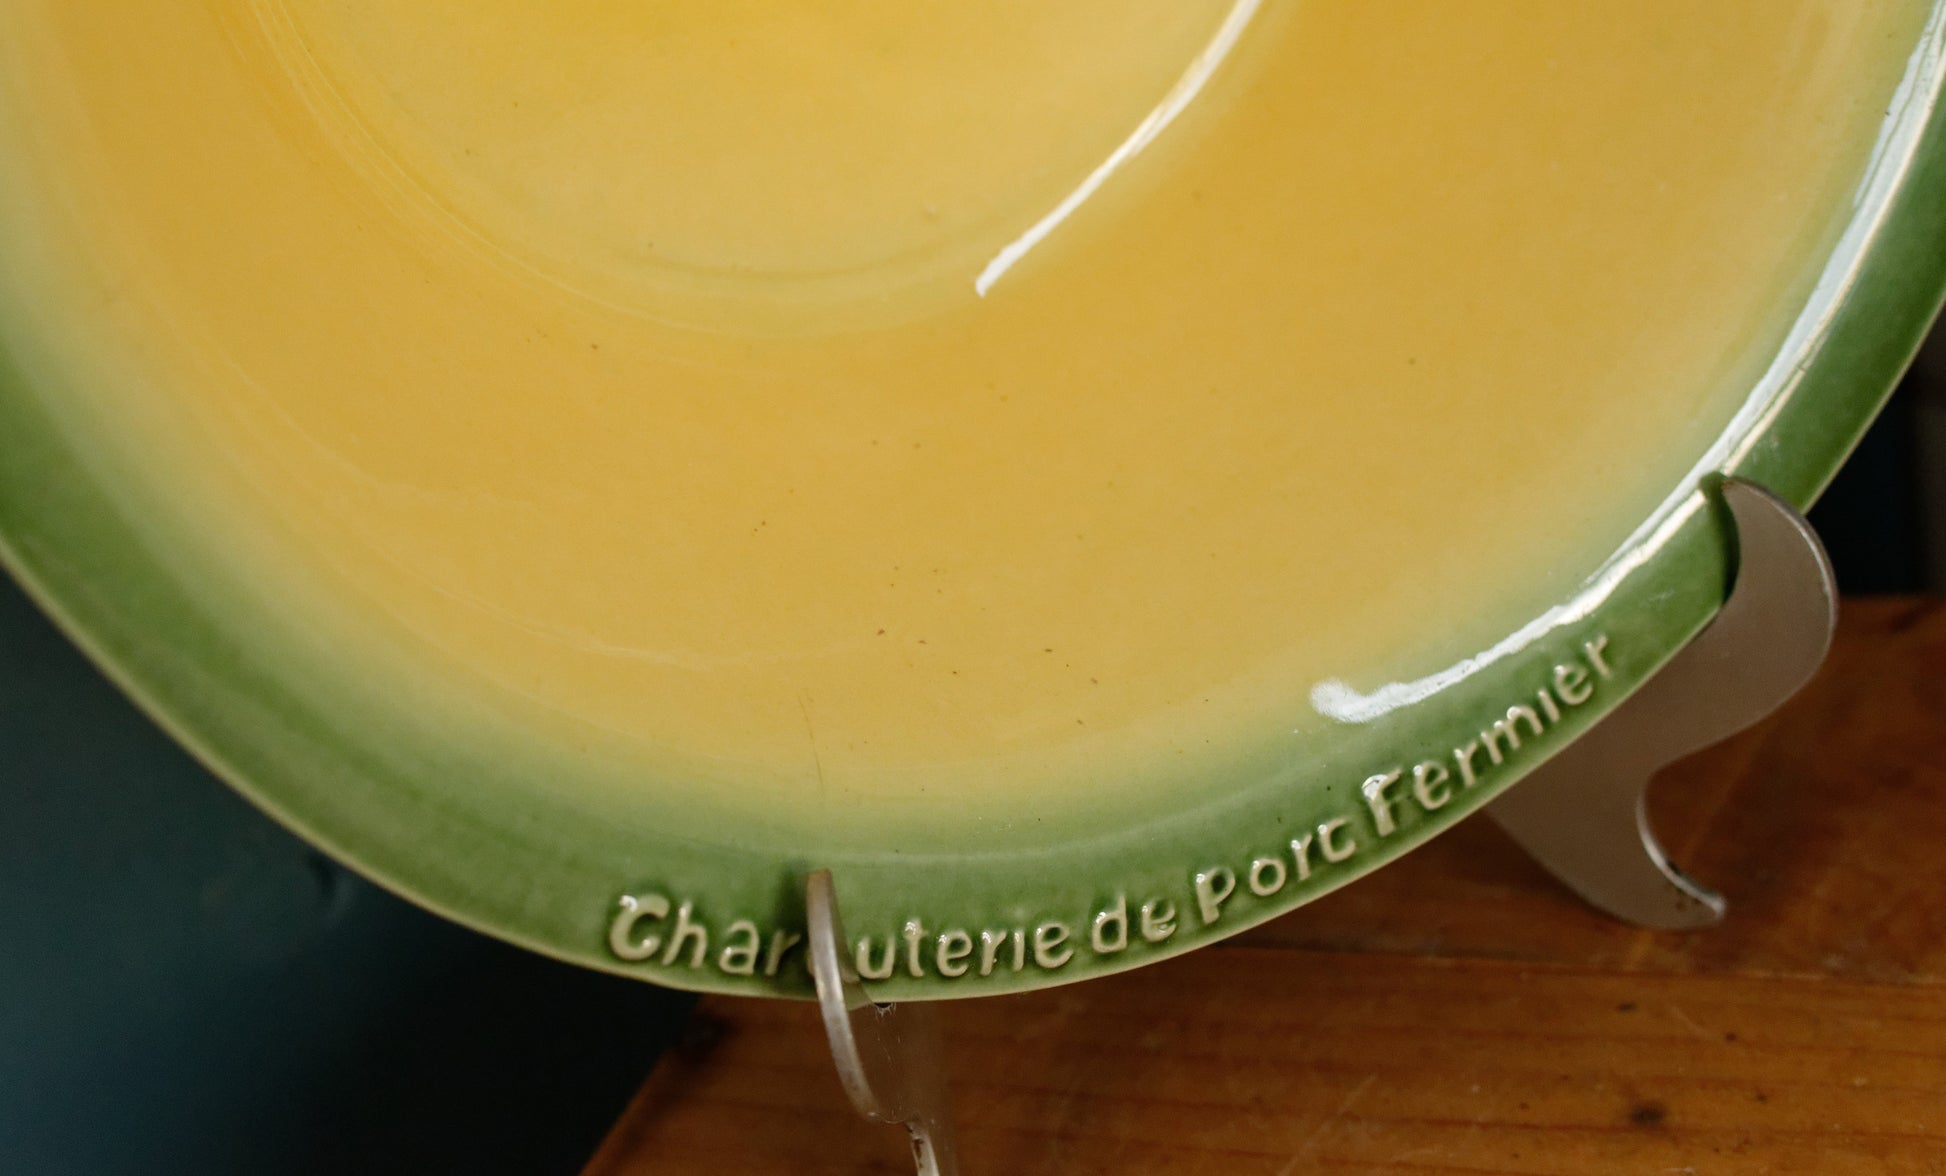 Charcuterie de Porc Fermier